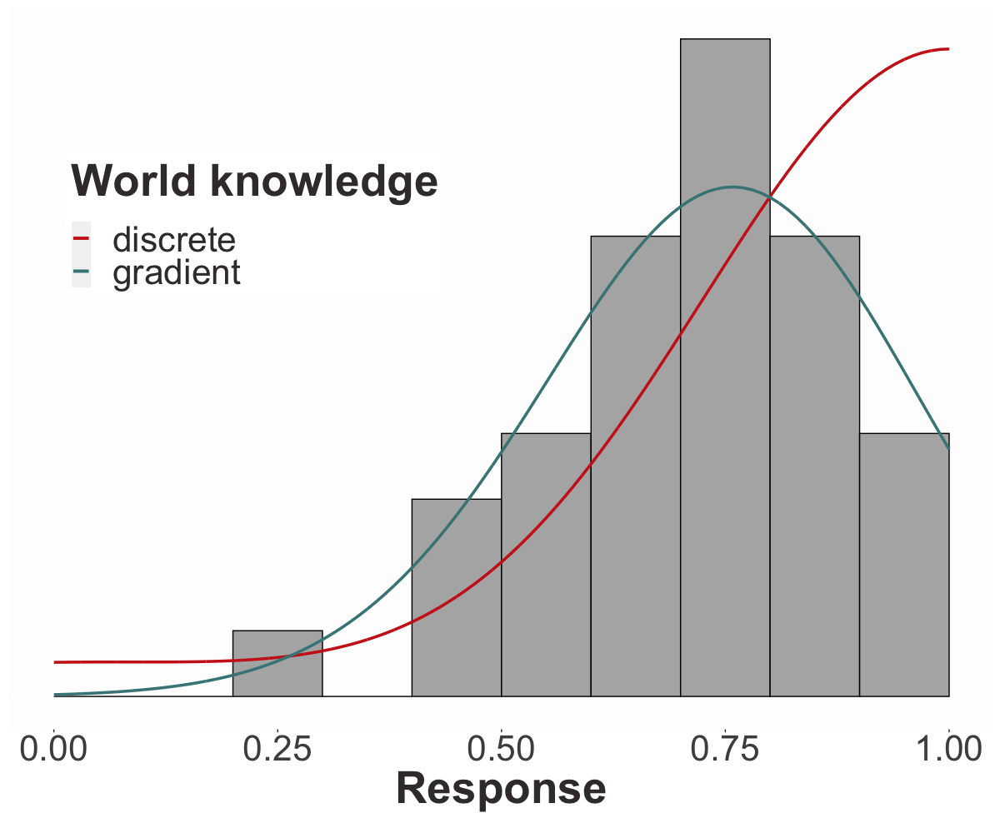 World knowledge
discrete
gradient
0.00 0.25 0.50 0.75 1.00
Response